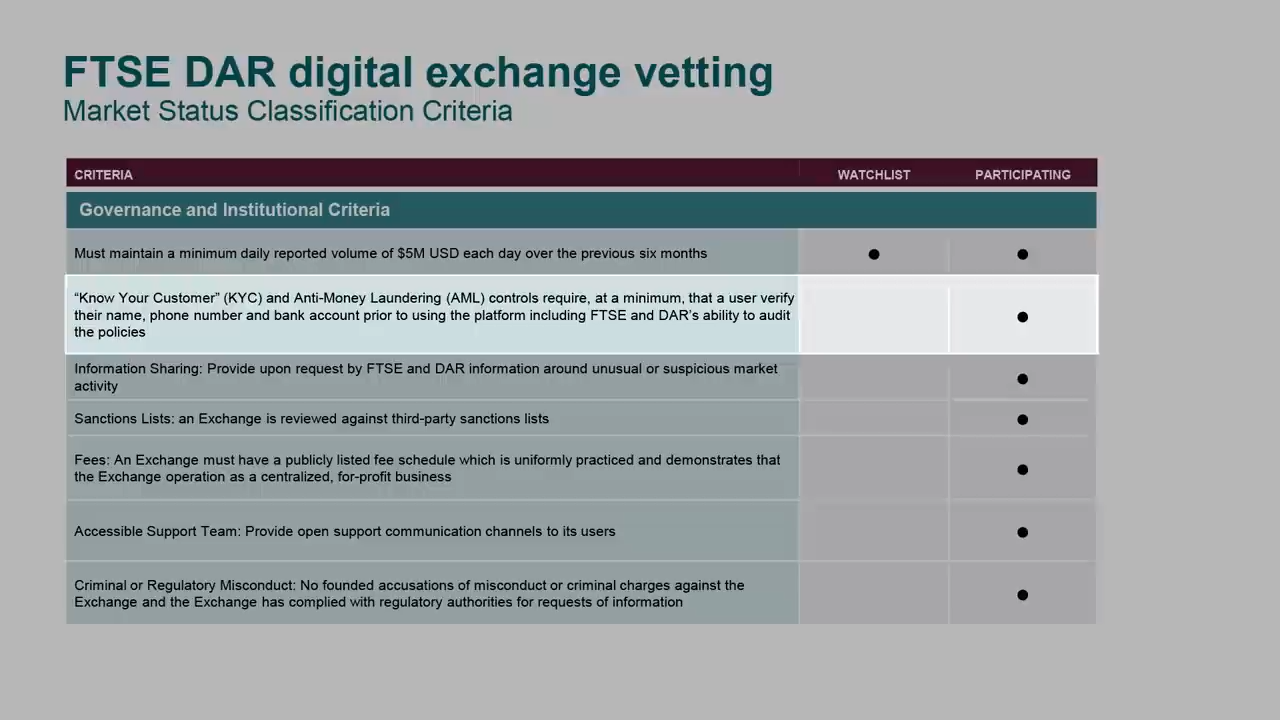 FTSE DAR digital exchange vetting
Market Status Classification Criteria
CRITERIA WATCHLIST PARTICIPATING
Governance and Institutional Criteria
Must maintain a minimum daily reported volume of $5M USD each day over the previous six months
“Know Your Customer” (KYC) and Anti-Money Laundering (AML) controls require, at a minimum, that a user verify
their name, phone number and bank account prior to using the platform including FTSE and DAR’s ability to audit
the policies
Information Sharing: Provide upon request by FTSE and DAR information around unusual or suspicious market
activity
Sanctions Lists: an Exchange is reviewed against third-party sanctions lists
Fees: An Exchange must have a publicly listed fee schedule which is uniformly practiced and demonstrates that
the Exchange operation as a centralized, for-profit business
Accessible Support Team: Provide open support communication channels to its users
Criminal or Regulatory Misconduct: No founded accusations of misconduct or criminal charges against the
Exchange and the Exchange has complied with regulatory authorities for requests of information